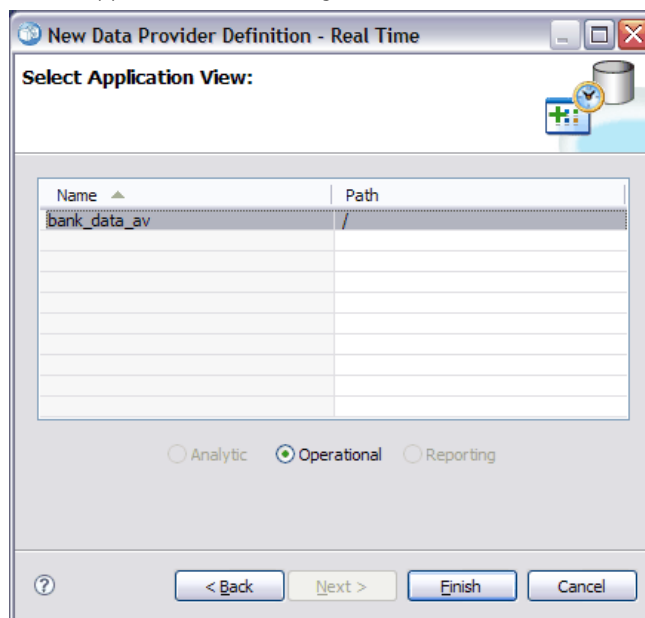 New Data Provider Definition - Real Time
Select Application View:
Name Path
bank_data_av /
Analytic Operational Reporting
? < Back Next > Finish Cancel